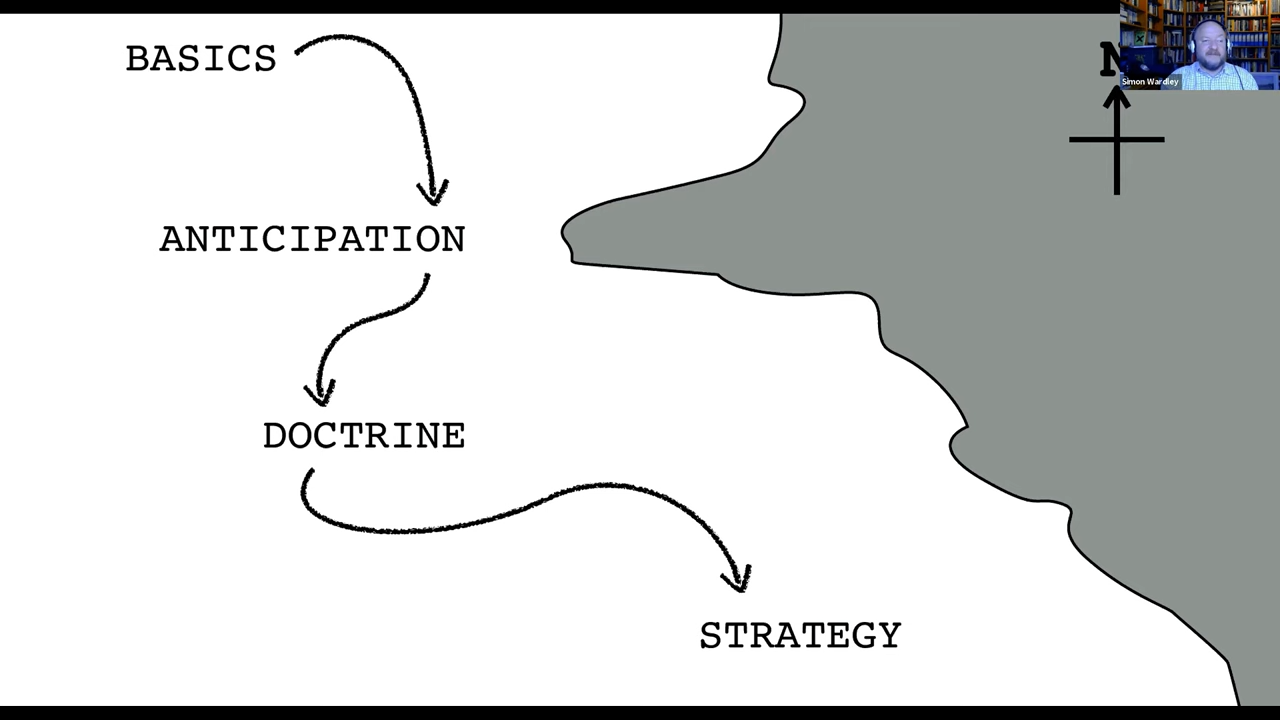 BASICS
N
Simon Wardley
ANTICIPATION
DOCTRINE
STRATEGY